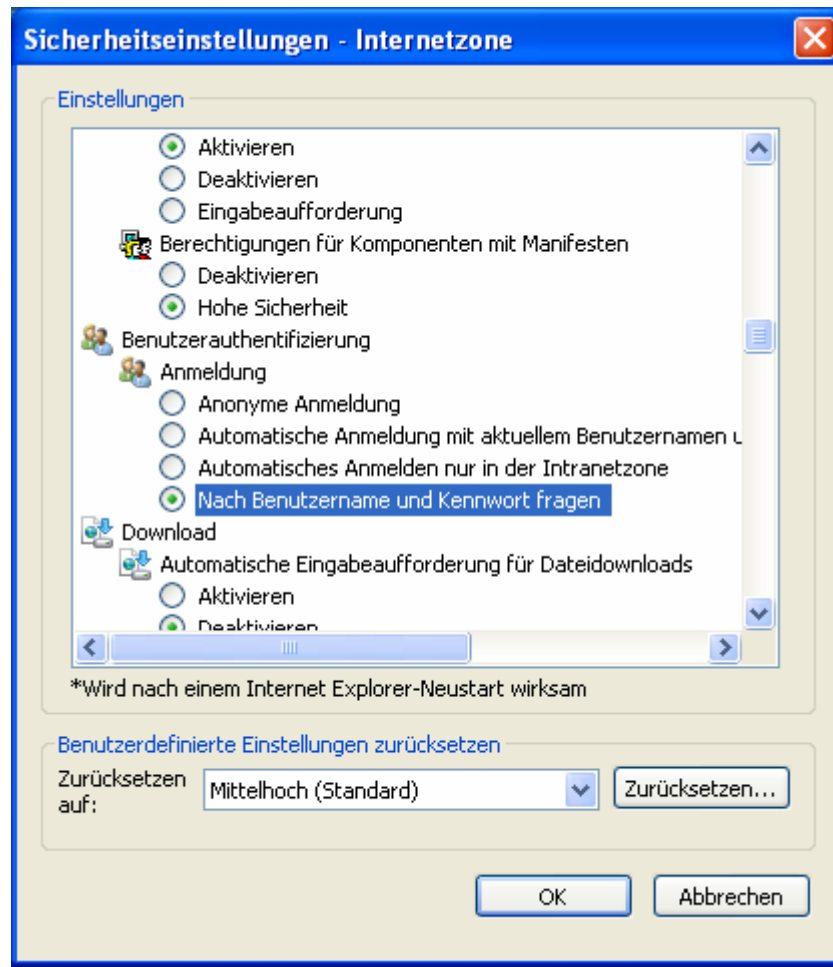 Sicherheitseinstellungen - Internetzone
Einstellungen
Aktivieren
Deaktivieren
Eingabeaufforderung
Berechtigungen für Komponenten mit Manifesten
Deaktivieren
Hohe Sicherheit
Benutzerauthentifizierung
Anmeldung
Anonyme Anmeldung
Automatische Anmeldung mit aktuellem Benutzernamen u
Automatisches Anmelden nur in der Intranetzone
Nach Benutzername und Kennwort fragen
Download
Automatische Eingabeaufforderung für Dateidownloads
Aktivieren
Deaktivieren
*Wird nach einem Internet Explorer-Neustart wirksam
Benutzerdefinierte Einstellungen zurücksetzen
Zurücksetzen
auf:
Mittelhoch (Standard)
Zurücksetzen...
OK
Abbrechen